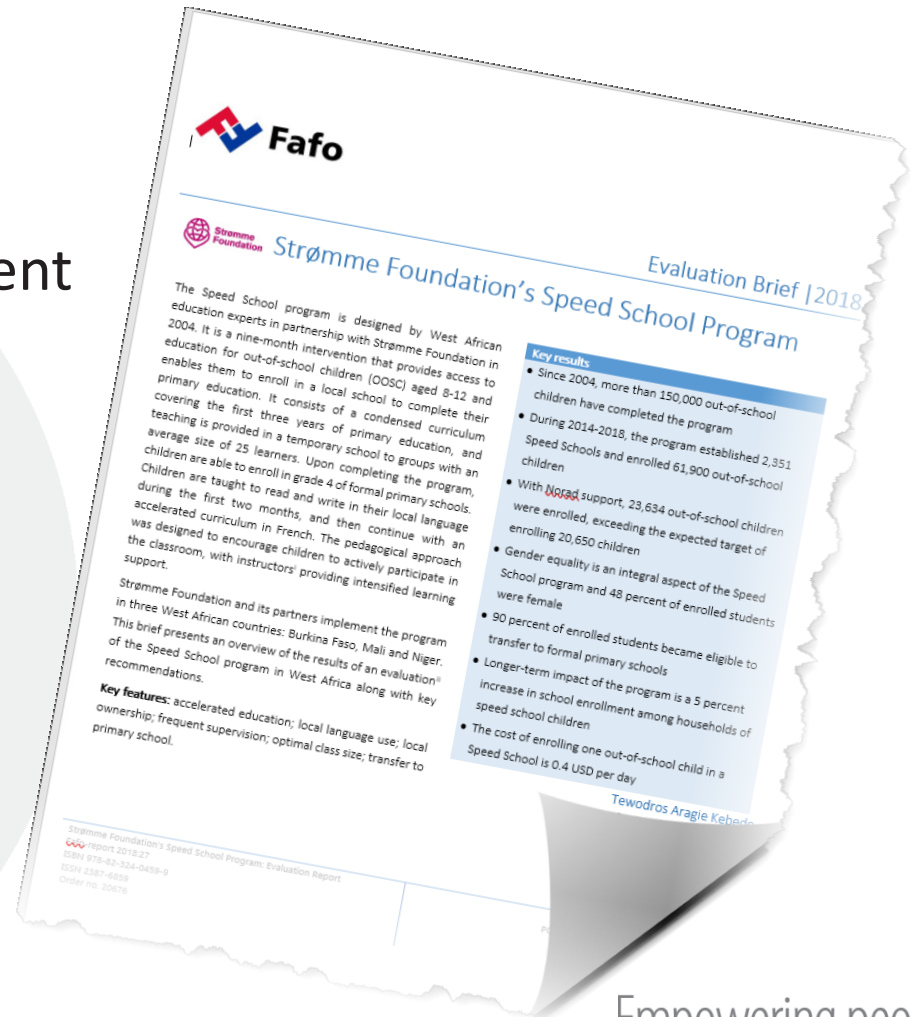 ent
Fafo
Evaluation Brief |2018
Strømme
Foundation
Strømme Foundation's Speed School Program
The Speed School program is designed by West African
education experts in partnership with Strømme Foundation in
2004. It is a nine-month intervention that provides access to
education for out-of-school children (OOSC) aged 8-12 and
enables them to enroll in a local school to complete their
primary education. It consists of a condensed curriculum
covering the first three years of primary education, and
teaching is provided in a temporary school to groups with an
average size of 25 learners. Upon completing the program,
children are able to enroll in grade 4 of formal primary schools.
Children are taught to read and write in their local language
during the first two months, and then continue with an
accelerated curriculum in French. The pedagogical approach
was designed to encourage children to actively participate in
the classroom, with instructorsⁱ providing intensified learning
support.
Strømme Foundation and its partners implement the program
in three West African countries: Burkina Faso, Mali and Niger.
This brief presents an overview of the results of an evaluationⁱⁱ
of the Speed School program in West Africa along with key
recommendations.
Key features: accelerated education; local language use; local
ownership; frequent supervision; optimal class size; transfer to
primary school.
Key results
• Since 2004, more than 150,000 out-of-school
children have completed the program
• During 2014-2018, the program established 2,351
Speed Schools and enrolled 61,900 out-of-school
children
• With Norad support, 23,634 out-of-school children
were enrolled, exceeding the expected target of
enrolling 20,650 children
• Gender equality is an integral aspect of the Speed
School program and 48 percent of enrolled students
were female
• 90 percent of enrolled students became eligible to
transfer to formal primary schools
• Longer-term impact of the program is a 5 percent
increase in school enrollment among households of
speed school children
• The cost of enrolling one out-of-school child in a
Speed School is 0.4 USD per day
Tewodros Aragie Kebede
Strømme Foundation's Speed School Program: Evaluation Report
Fafo-report 2018:27
ISBN 978-82-324-0459-9
ISSN 2387-6859
Order no. 20676
Empowering